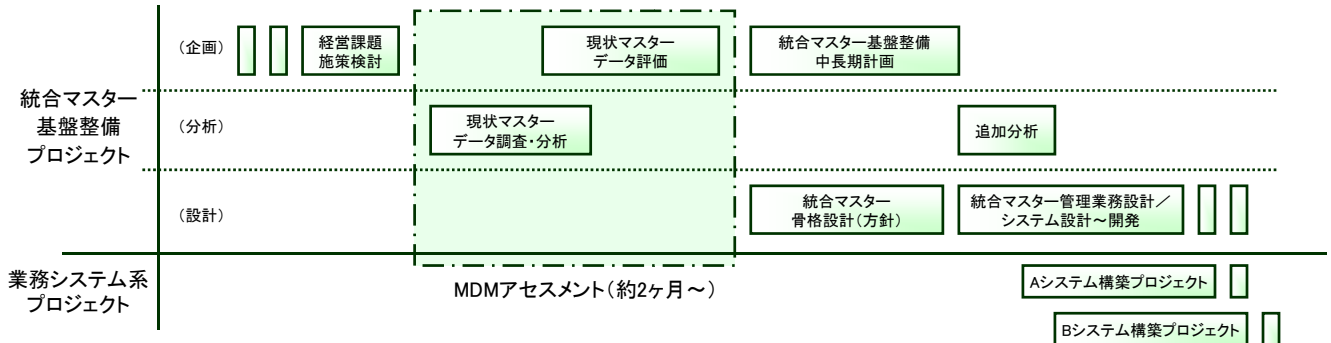 統合マスター
基盤整備
プロジェクト
(企画)
経営課題
施策検討
現状マスター
データ評価
統合マスター基盤整備
中長期計画
(分析)
現状マスター
データ調査・分析
追加分析
(設計)
統合マスター
骨格設計(方針)
統合マスター管理業務設計/
システム設計~開発
業務システム系
プロジェクト
MDMアセスメント(約2ヶ月~)
Aシステム構築プロジェクト
Bシステム構築プロジェクト